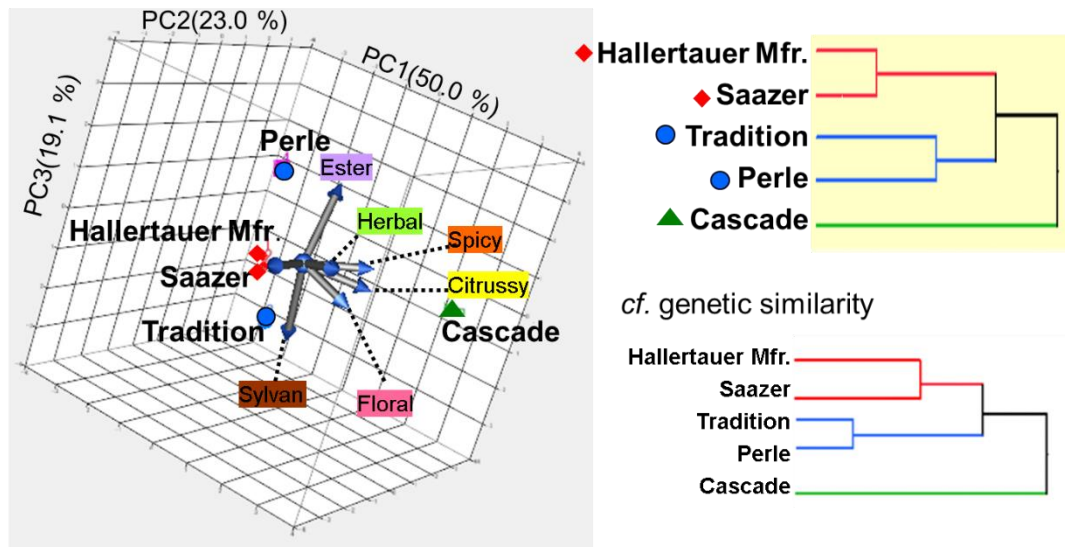 PC2(23.0 %)
PC1(50.0 %)
PC3(19.1 %)
Perle
Ester
Herbal
Hallertauer Mfr
Spicy
Saazer
Citrussy
Tradition
Cascade
Sylvan
Floral
Hallertauer Mfr.
Saazer
Tradition
Perle
Cascade
cf. genetic similarity
Hallertauer Mfr.
Saazer
Tradition
Perle
Cascade